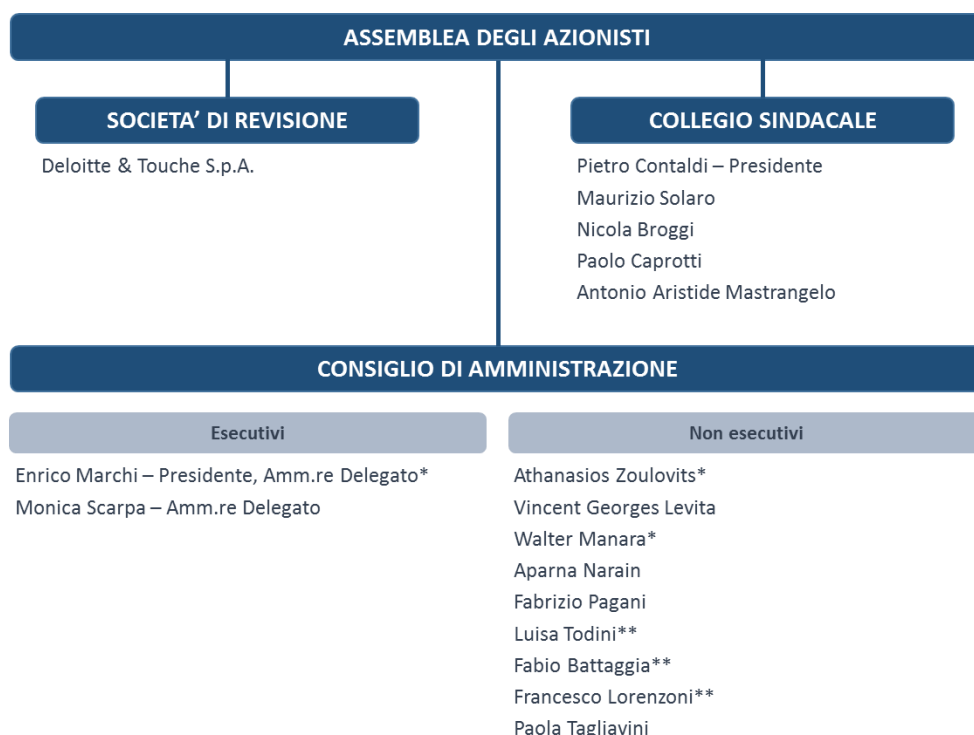 ASSEMBLEA DEGLI AZIONISTI
SOCIETA' DI REVISIONE
Deloitte & Touche S.p.A.
COLLEGIO SINDACALE
Pietro Contaldi – Presidente
Maurizio Solaro
Nicola Broggi
Paolo Caprotti
Antonio Aristide Mastrangelo
CONSIGLIO DI AMMINISTRAZIONE
Esecutivi
Enrico Marchi – Presidente, Amm.re Delegato*
Monica Scarpa – Amm.re Delegato
Non esecutivi
Athanasios Zoulovits*
Vincent Georges Levita
Walter Manara*
Aparna Narain
Fabrizio Pagani
Luisa Todini**
Fabio Battaggia**
Francesco Lorenzoni**
Paola Tagliavini